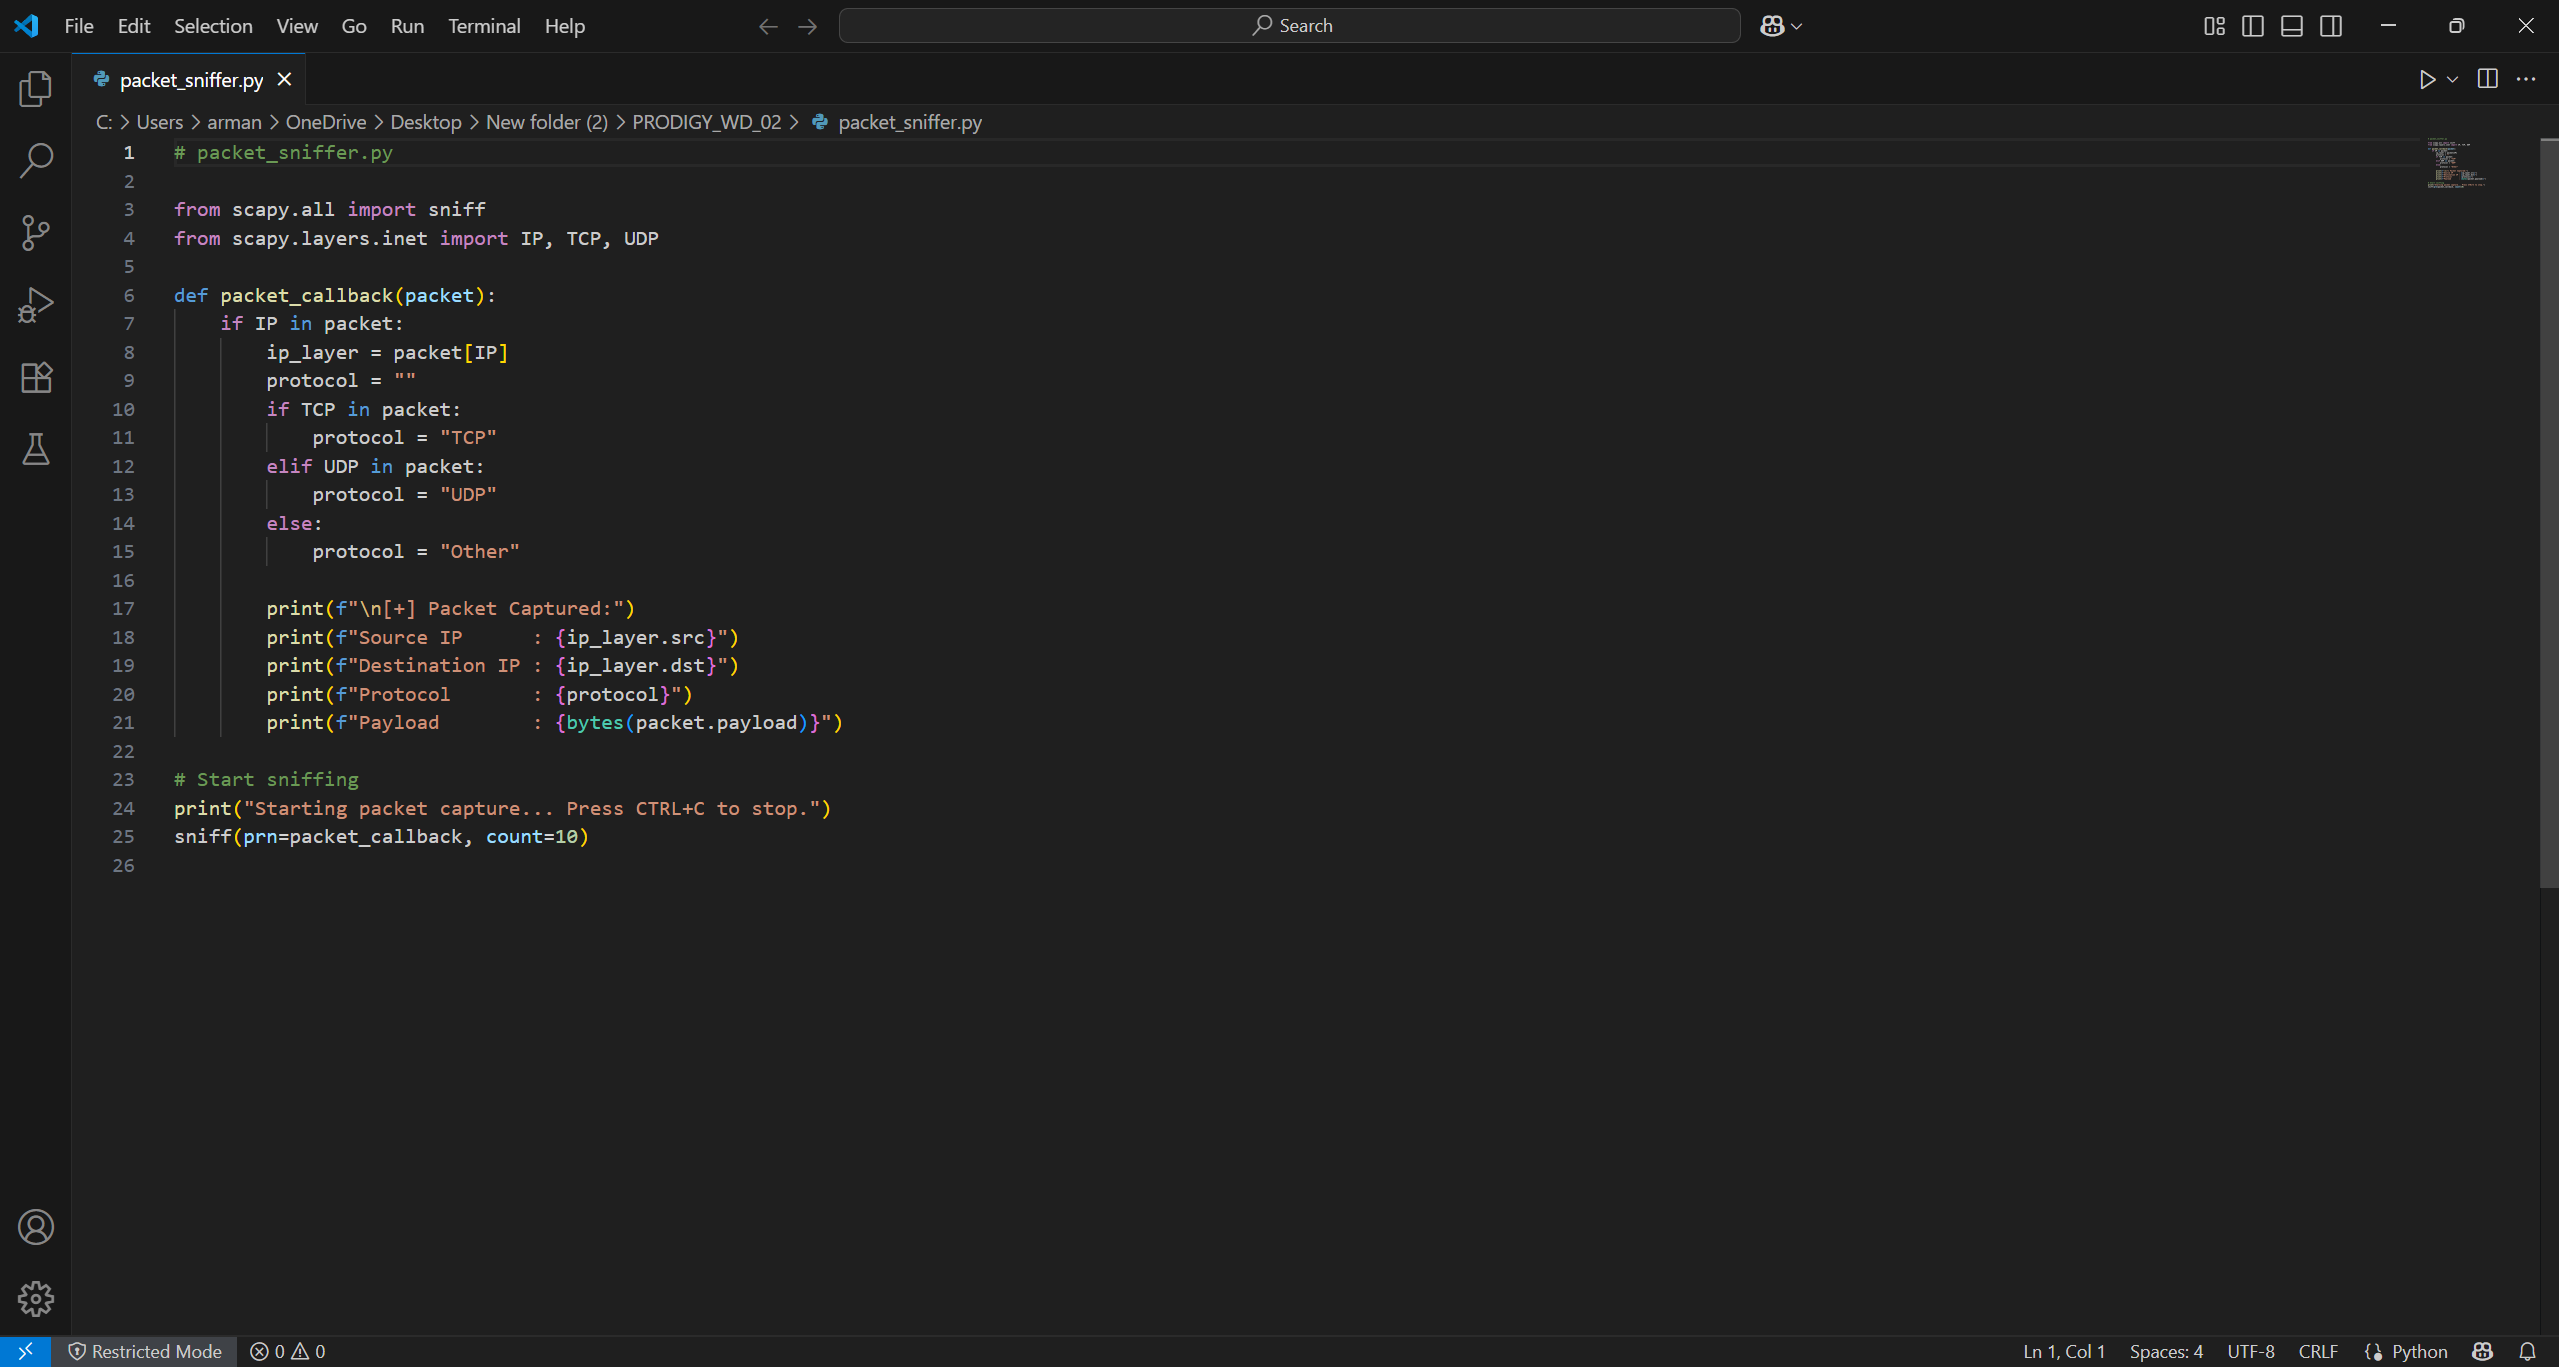 File Edit Selection View Go Run Terminal Help Search
packet_sniffer.py
C: > Users > arman > OneDrive > Desktop > New folder (2) > PRODIGY_WD_02 > packet_sniffer.py
1 # packet_sniffer.py
2
3 from scapy.all import sniff
4 from scapy.layers.inet import IP, TCP, UDP
5
6 def packet_callback(packet):
7     if IP in packet:
8         ip_layer = packet[IP]
9         protocol = ""
10         if TCP in packet:
11             protocol = "TCP"
12         elif UDP in packet:
13             protocol = "UDP"
14         else:
15             protocol = "Other"
16
17         print(f"\n[+] Packet Captured:")
18         print(f"Source IP      : {ip_layer.src}")
19         print(f"Destination IP : {ip_layer.dst}")
20         print(f"Protocol       : {protocol}")
21         print(f"Payload        : {bytes(packet.payload)}")
22
23 # Start sniffing
24 print("Starting packet capture... Press CTRL+C to stop.")
25 sniff(prn=packet_callback, count=10)
26
Restricted Mode 0 0 Ln 1, Col 1 Spaces: 4 UTF-8 CRLF Python